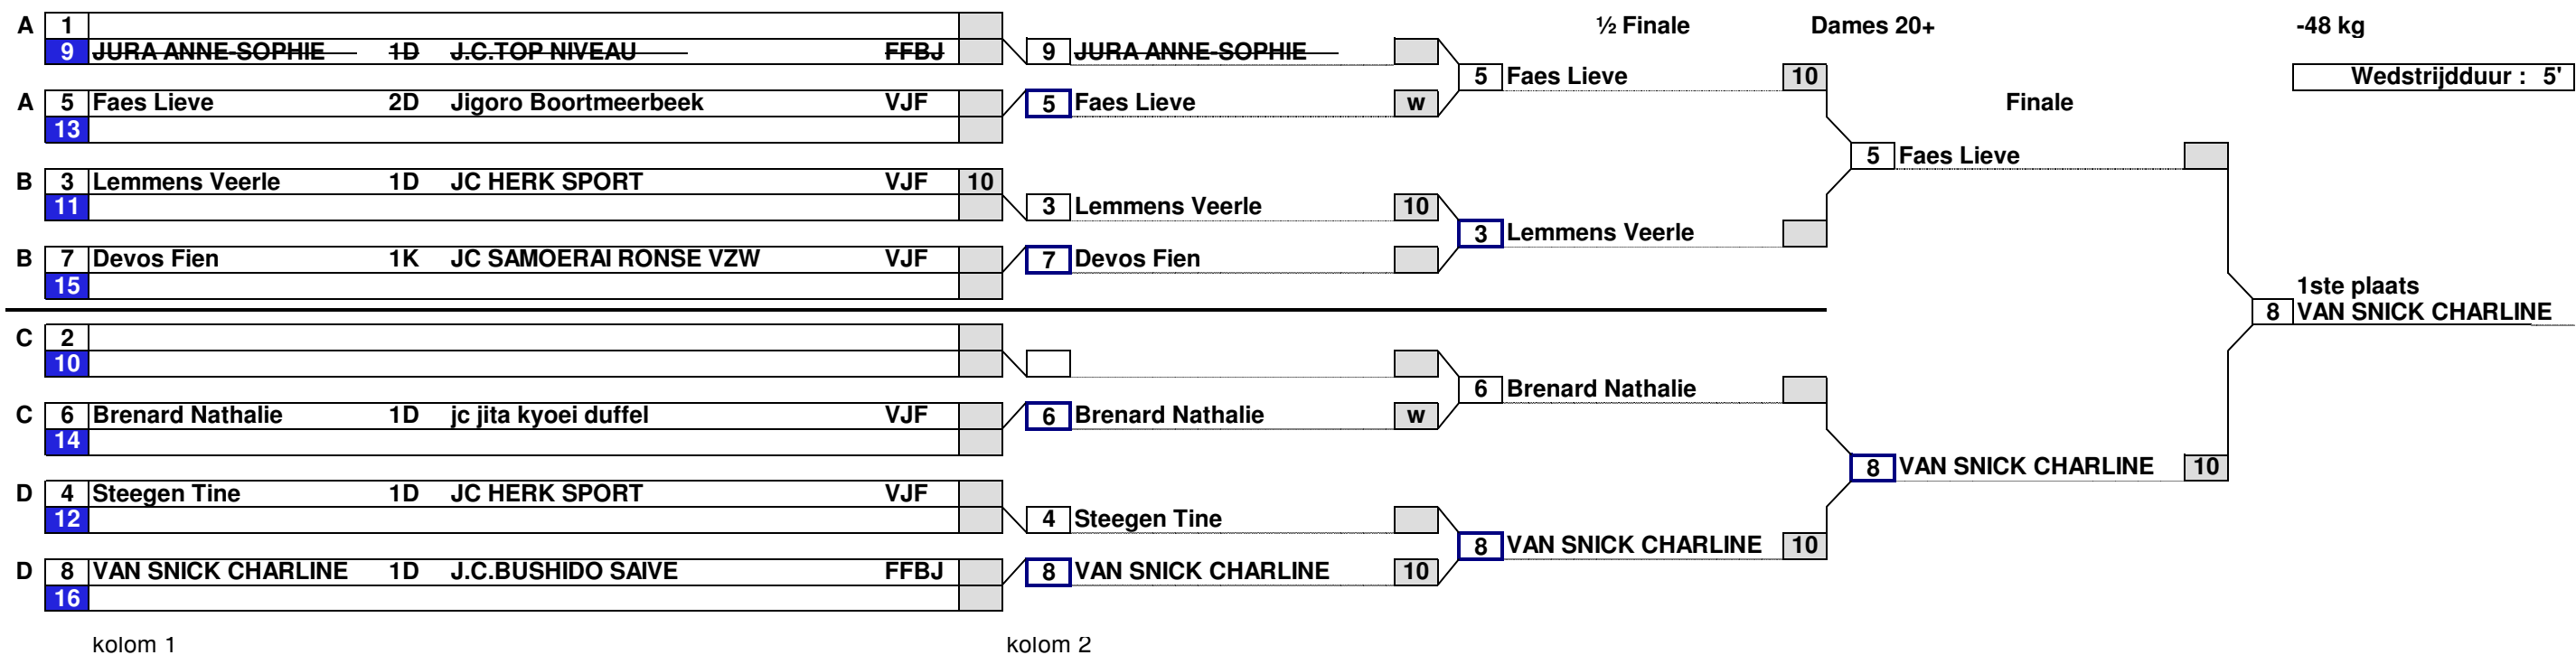 A 1 ½ Finale Dames 20+ -48 kg
9 JURA ANNE-SOPHIE 1D J.C.TOP NIVEAU FFBJ 9 JURA ANNE-SOPHIE
5 Faes Lieve 10 Wedstrijdduur : 5'
A 5 Faes Lieve 2D Jigoro Boortmeerbeek VJF 5 Faes Lieve w Finale
13
5 Faes Lieve
B 3 Lemmens Veerle 1D JC HERK SPORT VJF 10
11 3 Lemmens Veerle 10
3 Lemmens Veerle
B 7 Devos Fien 1K JC SAMOERAI RONSE VZW VJF 7 Devos Fien
15 1ste plaats
8 VAN SNICK CHARLINE
C 2
10
6 Brenard Nathalie
C 6 Brenard Nathalie 1D jc jita kyoei duffel VJF 6 Brenard Nathalie w
14
8 VAN SNICK CHARLINE 10
D 4 Steegen Tine 1D JC HERK SPORT VJF
12 4 Steegen Tine
8 VAN SNICK CHARLINE 10
D 8 VAN SNICK CHARLINE 1D J.C.BUSHIDO SAIVE FFBJ 8 VAN SNICK CHARLINE 10
16
kolom 1 kolom 2